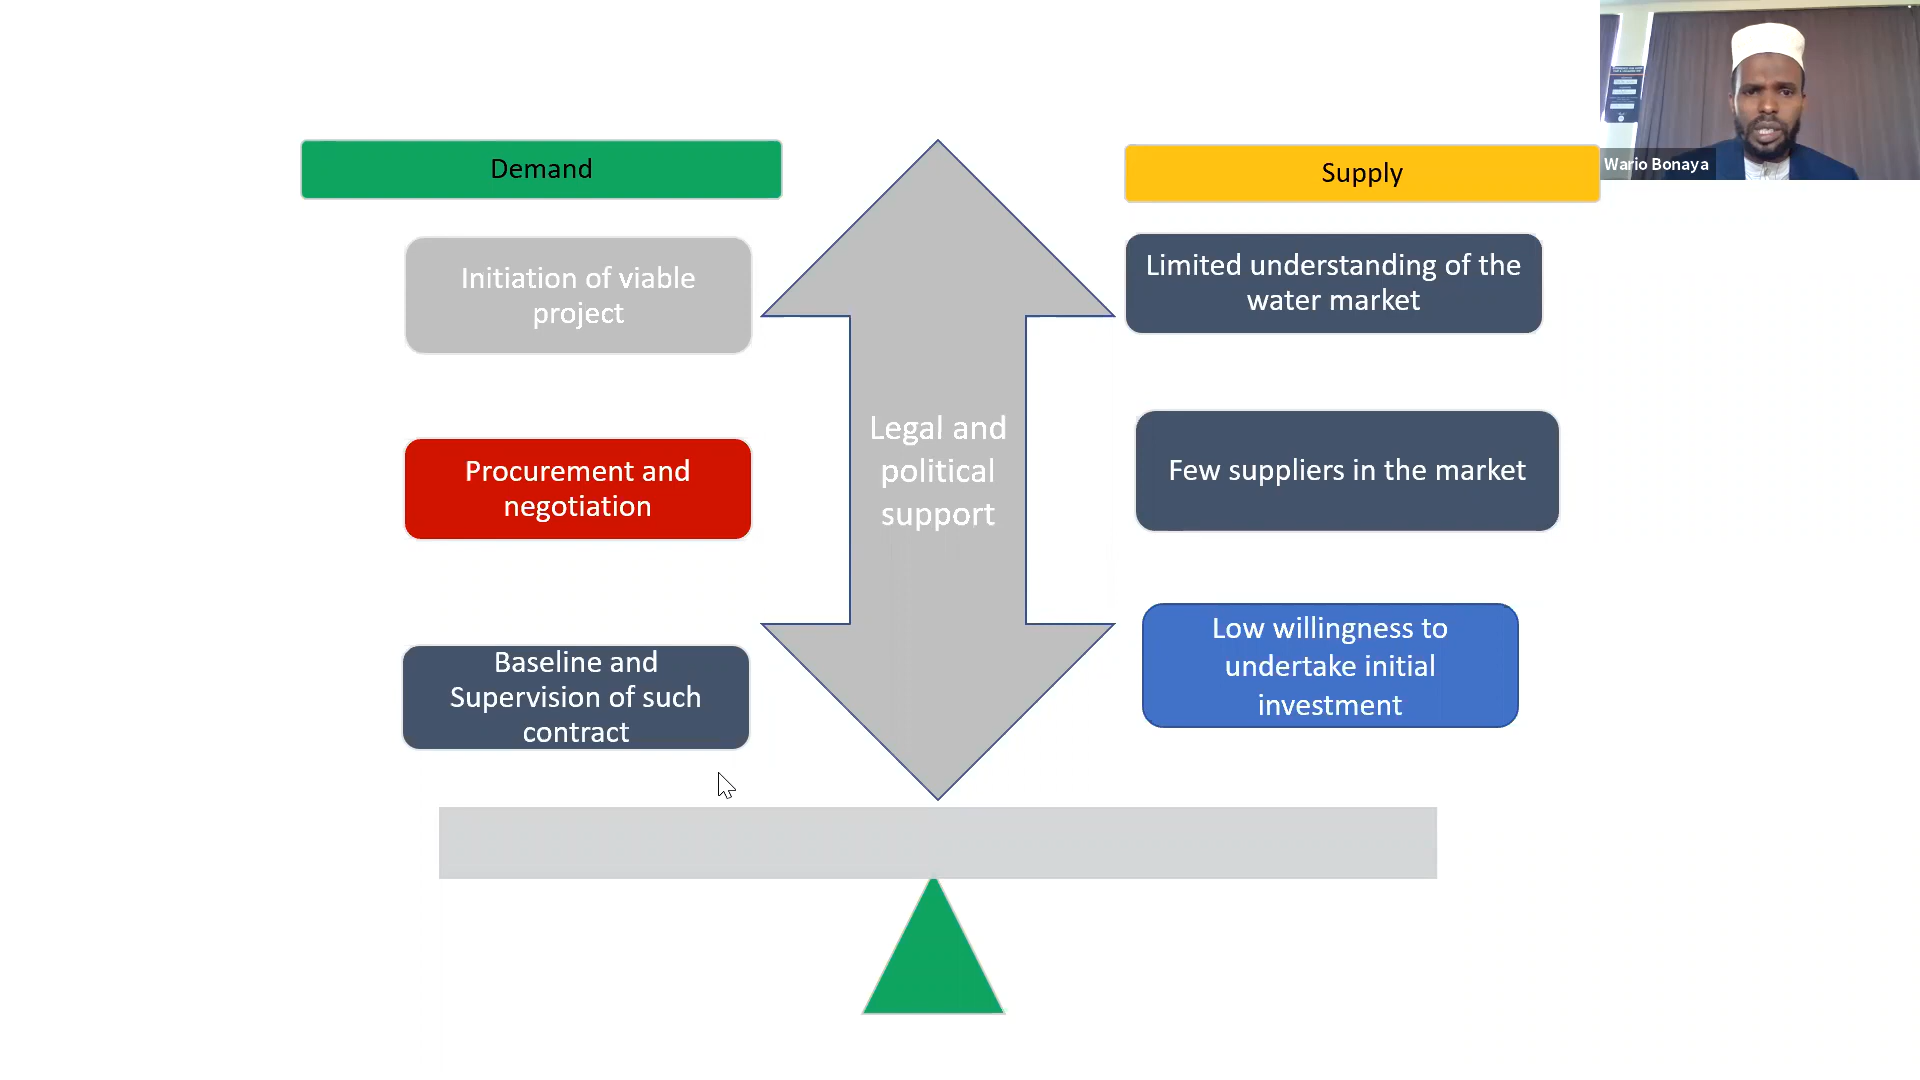 Demand
Supply
Wario Bonaya
Initiation of viable
project
Limited understanding of the
water market
Legal and
political
support
Procurement and
negotiation
Few suppliers in the market
Baseline and
Supervision of such
contract
Low willingness to
undertake initial
investment